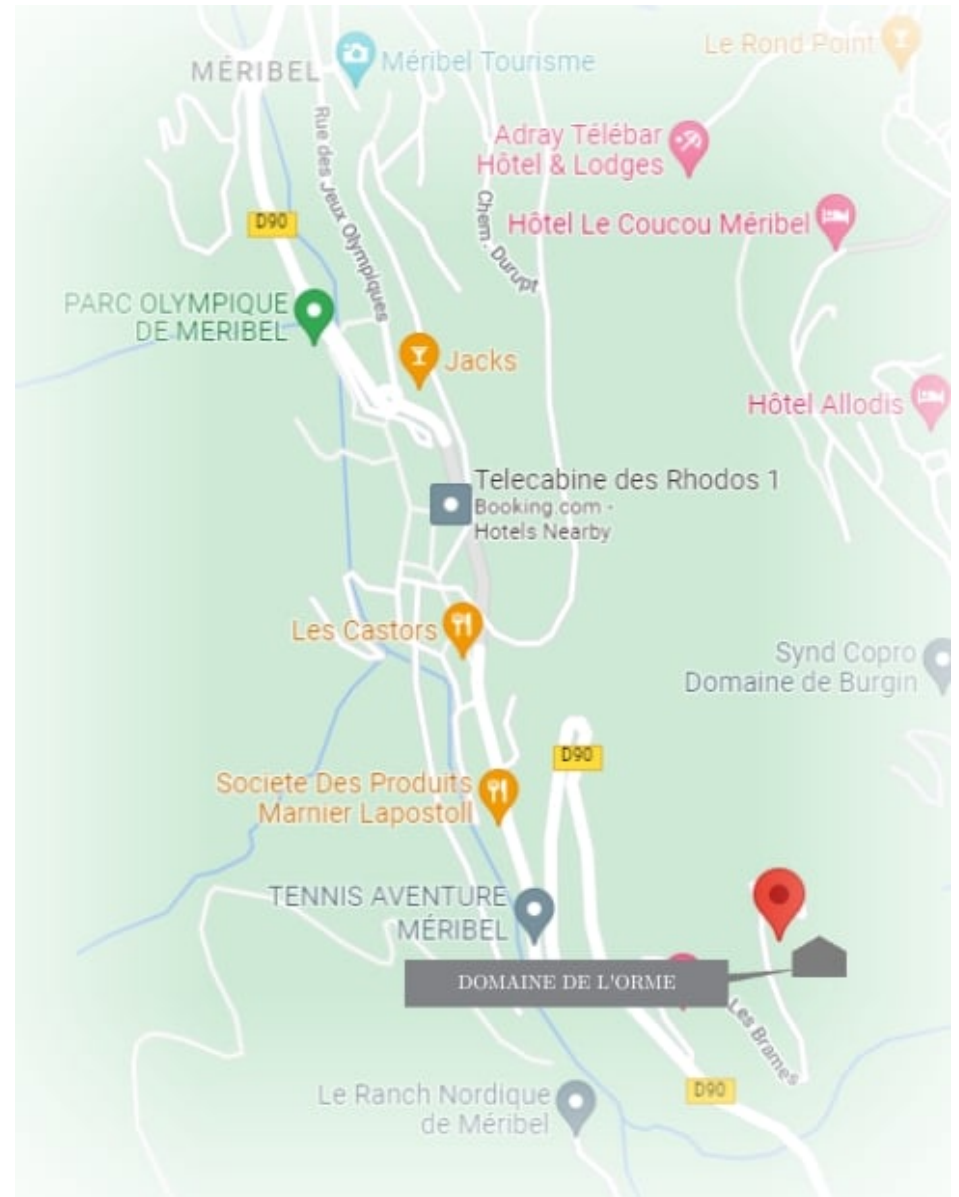 Le Rond Point
MÉRIBEL
Méribel Tourisme
Adray Télébar
Hôtel & Lodges
Rue des Jeux Olympiques
Chem. Durupt
Hôtel Le Coucou Méribel
D90
PARC OLYMPIQUE
DE MERIBEL
Jacks
Hôtel Allodis
Telecabine des Rhodos 1
Booking.com -
Hotels Nearby
Les Castors
Synd Copro
Domaine de Burgin
D90
Societe Des Produits
Marnier Lapostoll
TENNIS AVENTURE
MÉRIBEL
DOMAINE DE L'ORME
Les Brames
D90
Le Ranch Nordique
de Méribel